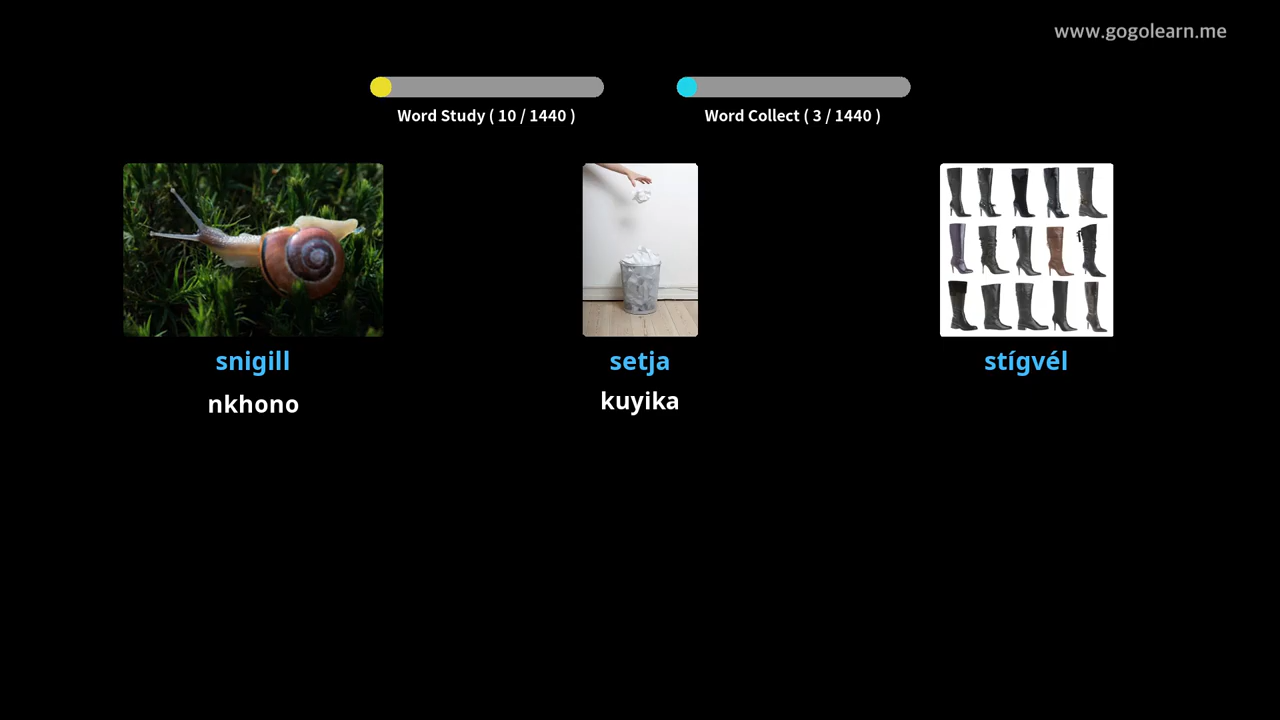 www.gogolearn.me
Word Study ( 10 / 1440 )
Word Collect ( 3 / 1440 )
snigill
setja
stígvél
nkhono
kuyika